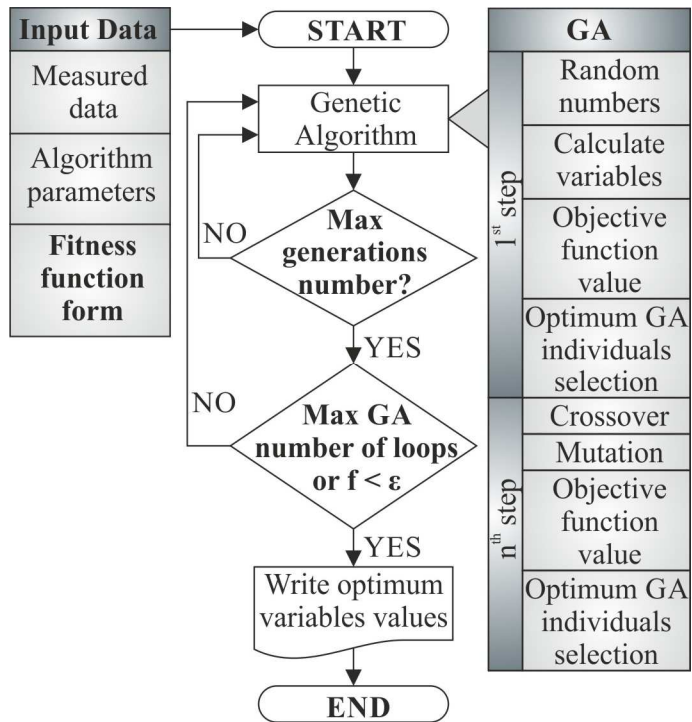 Input Data
Measured
data
Algorithm
parameters
Fitness
function
form
START
Genetic
Algorithm
NO
Max
generations
number?
YES
NO
Max GA
number of loops
or f < ε
YES
Write optimum
variables values
END
GA
1st step
Random
numbers
Calculate
variables
Objective
function
value
Optimum GA
individuals
selection
nth step
Crossover
Mutation
Objective
function
value
Optimum GA
individuals
selection